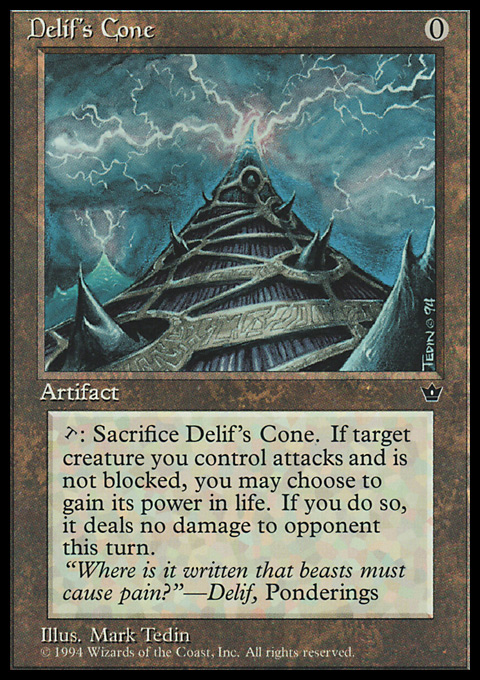 Delif's Cone 0
TEDIN © 94
Artifact
: Sacrifice Delif's Cone. If target
creature you control attacks and is
not blocked, you may choose to
gain its power in life. If you do so,
it deals no damage to opponent
this turn.
“Where is it written that beasts must
cause pain?”—Delif, Ponderings
Illus. Mark Tedin
© 1994 Wizards of the Coast, Inc. All rights reserved.